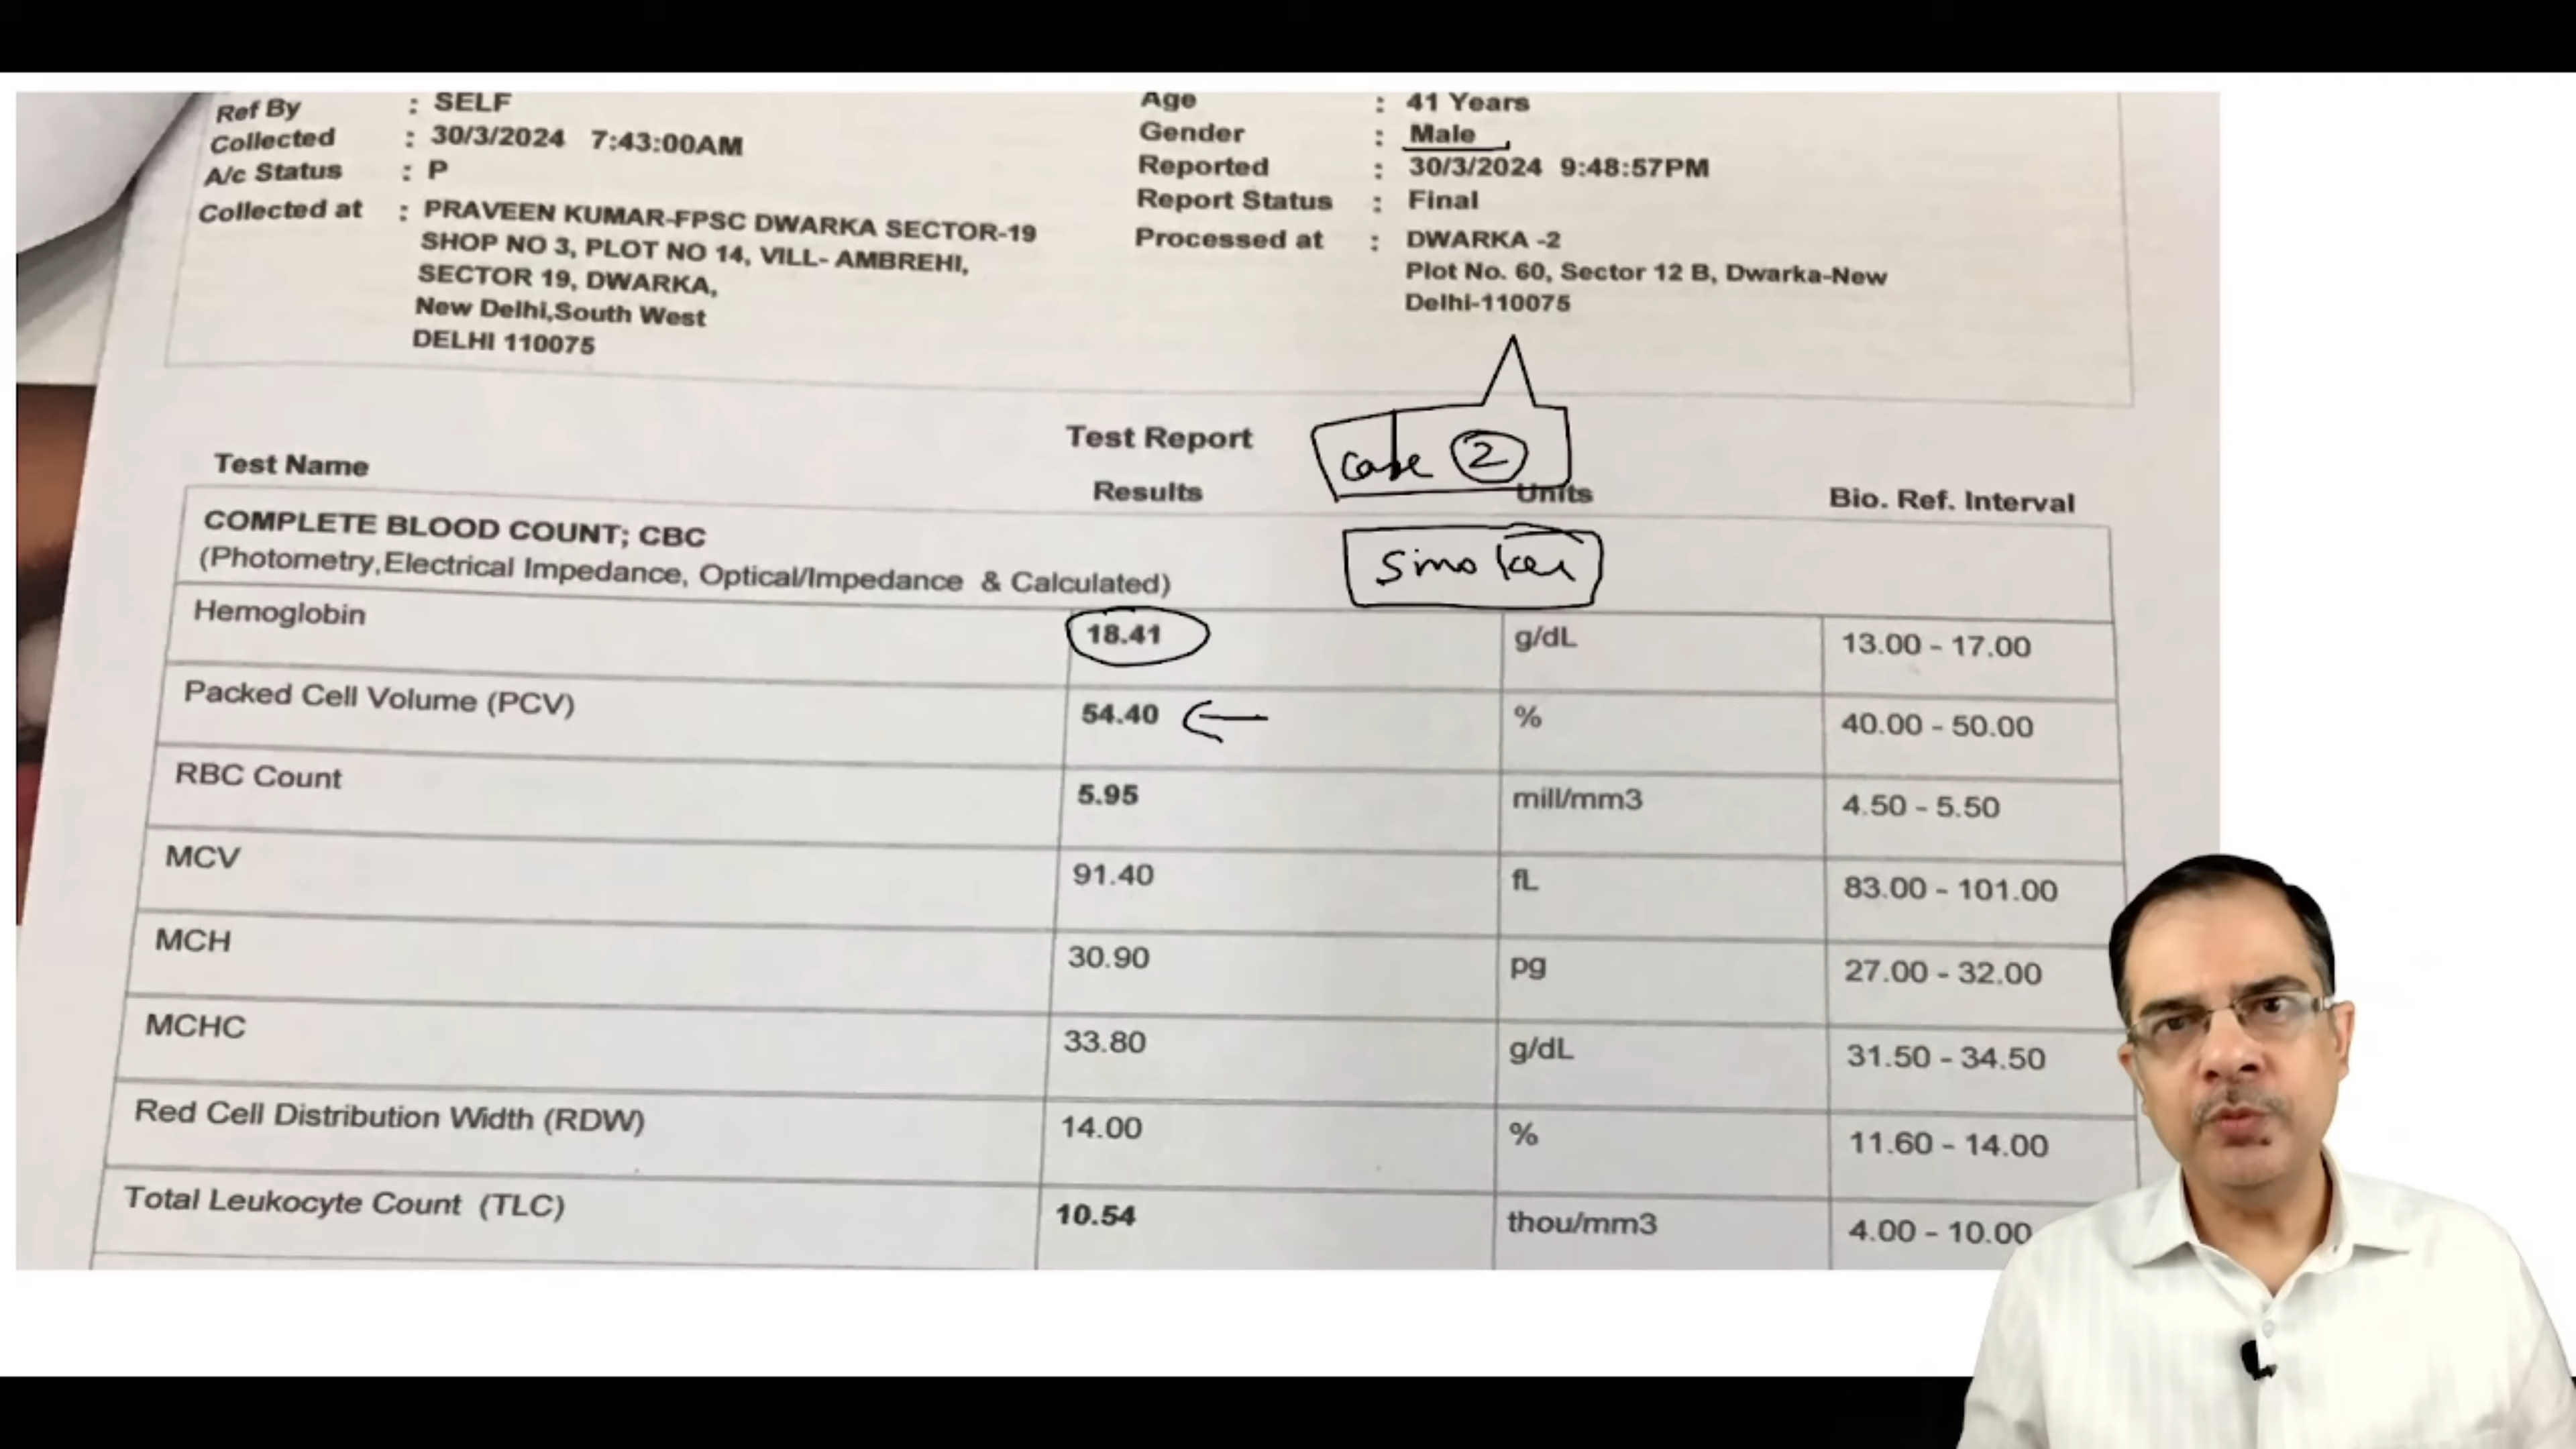 Ref By : SELF
Collected : 30/3/2024 7:43:00AM
A/c Status : P
Collected at : PRAVEEN KUMAR-FPSC DWARKA SECTOR-19
SHOP NO 3, PLOT NO 14, VILL- AMBREHI,
SECTOR 19, DWARKA,
New Delhi,South West
DELHI 110075
Age : 41 Years
Gender : Male
Reported : 30/3/2024 9:48:57PM
Report Status : Final
Processed at : DWARKA -2
Plot No. 60, Sector 12 B, Dwarka-New
Delhi-110075
case 2
Test Report
Test Name Results Units Bio. Ref. Interval
smoker
COMPLETE BLOOD COUNT; CBC
(Photometry,Electrical Impedance, Optical/Impedance & Calculated)
Hemoglobin 18.41 g/dL 13.00 - 17.00
Packed Cell Volume (PCV) 54.40 % 40.00 - 50.00
RBC Count 5.95 mill/mm3 4.50 - 5.50
MCV 91.40 fL 83.00 - 101.00
MCH 30.90 pg 27.00 - 32.00
MCHC 33.80 g/dL 31.50 - 34.50
Red Cell Distribution Width (RDW) 14.00 % 11.60 - 14.00
Total Leukocyte Count (TLC) 10.54 thou/mm3 4.00 - 10.00